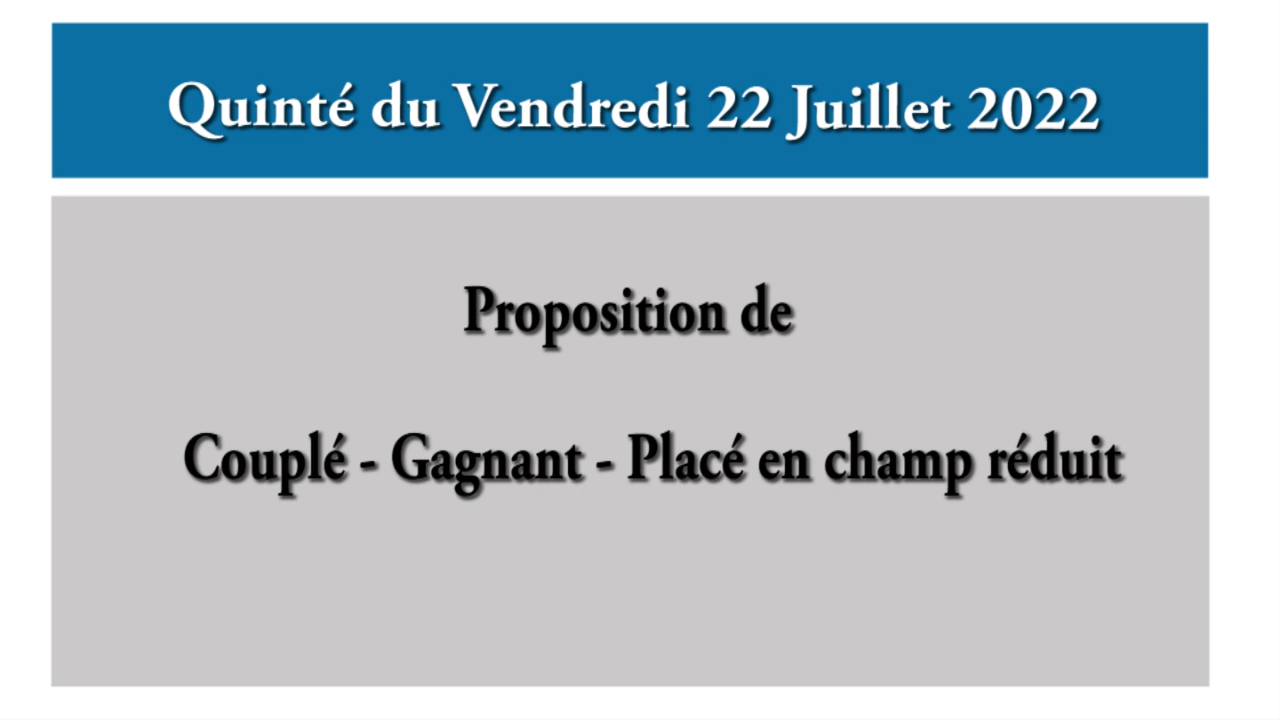 Quinté du Vendredi 22 Juillet 2022
Proposition de
Couplé - Gagnant - Placé en champ réduit